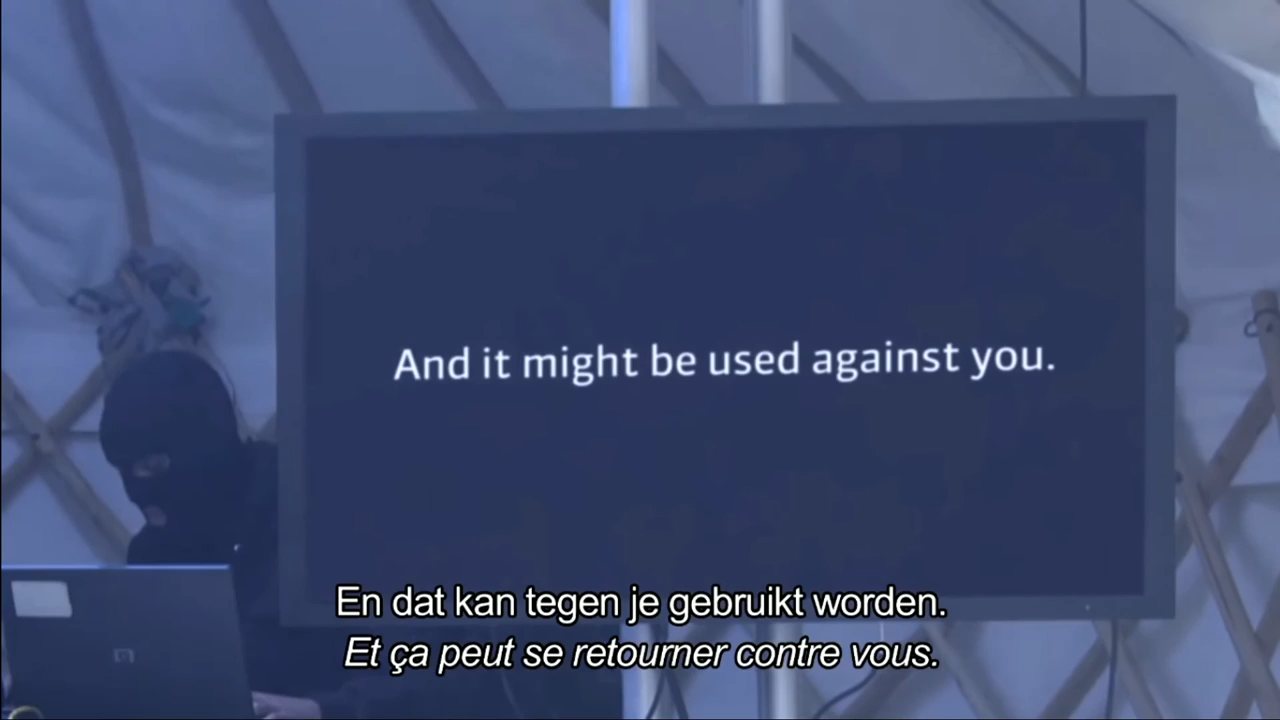 And it might be used against you.
En dat kan tegen je gebruikt worden.
Et ça peut se retourner contre vous.